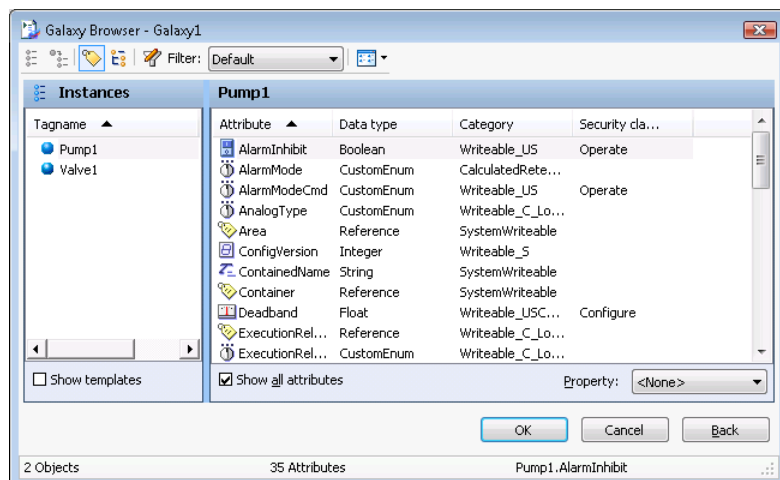 Galaxy Browser - Galaxy1
Filter: Default
Instances
Pump1
Tagname
Attribute Data type Category Security cla...
Pump1
Valve1
AlarmInhibit Boolean Writeable_US Operate
AlarmMode CustomEnum CalculatedRete...
AlarmModeCmd CustomEnum Writeable_US Operate
AnalogType CustomEnum Writeable_C_Lo...
Area Reference SystemWriteable
ConfigVersion Integer Writeable_S
ContainedName String SystemWriteable
Container Reference SystemWriteable
Deadband Float Writeable_USC... Configure
ExecutionRel... Reference Writeable_C_Lo...
ExecutionRel... CustomEnum Writeable_C_Lo...
Show templates
Show all attributes
Property: <None>
OK Cancel Back
2 Objects 35 Attributes Pump1.AlarmInhibit